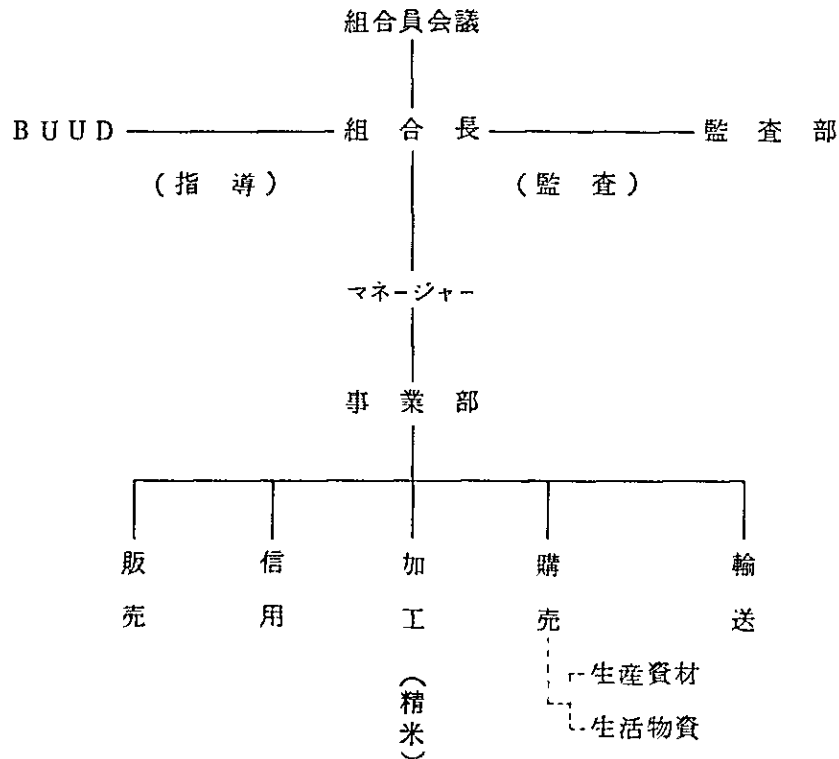 組合員会議
BUUD 組合長 監査部
(指導) (監査)
マネージャー
事業部
販売 信用 加工(精米) 購売 輸送
生産資材
生活物資